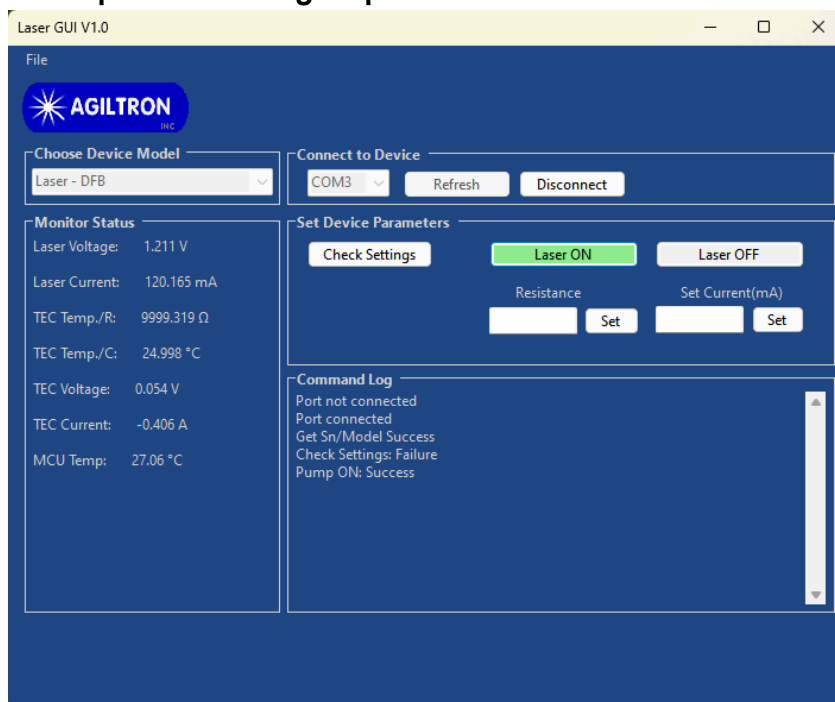 Laser GUI V1.0
File
AGILTRON
INC
Choose Device Model
Laser - DFB
Connect to Device
COM3
Refresh
Disconnect
Monitor Status
Laser Voltage: 1.211 V
Laser Current: 120.165 mA
TEC Temp./R: 9999.319 Ω
TEC Temp./C: 24.998 °C
TEC Voltage: 0.054 V
TEC Current: -0.406 A
MCU Temp: 27.06 °C
Set Device Parameters
Check Settings
Laser ON
Laser OFF
Resistance
Set Current(mA)
Set
Set
Command Log
Port not connected
Port connected
Get Sn/Model Success
Check Settings: Failure
Pump ON: Success